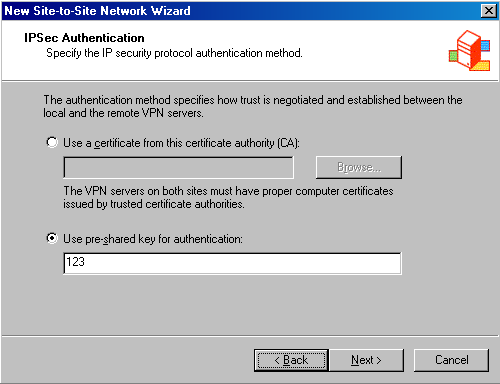 New Site-to-Site Network Wizard
IPSec Authentication
Specify the IP security protocol authentication method.
The authentication method specifies how trust is negotiated and established between the
local and the remote VPN servers.
Use a certificate from this certificate authority (CA):
Browse...
The VPN servers on both sites must have proper computer certificates
issued by trusted certificate authorities.
Use pre-shared key for authentication:
123
< Back
Next >
Cancel